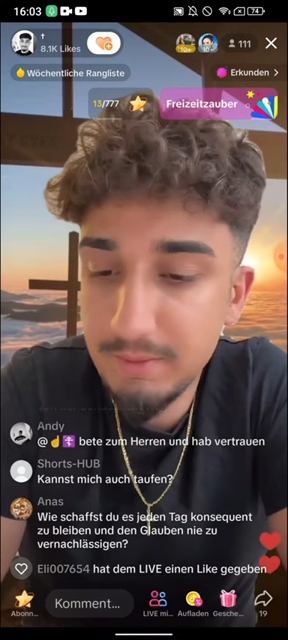 16:03
74
†
8.1K Likes
10+
10+
111
Wöchentliche Rangliste
Erkunden >
13/777
Freizeitzauber
Andy
@☝️✝️ bete zum Herren und hab vertrauen
Shorts-HUB
Kannst mich auch taufen?
Anas
Wie schaffst du es jeden Tag konsequent
zu bleiben und den Glauben nie zu
vernachlässigen?
Eli007654 hat dem LIVE einen Like gegeben
Kommen...
Abonn...
LIVE mi...
Aufladen
Gesche...
19